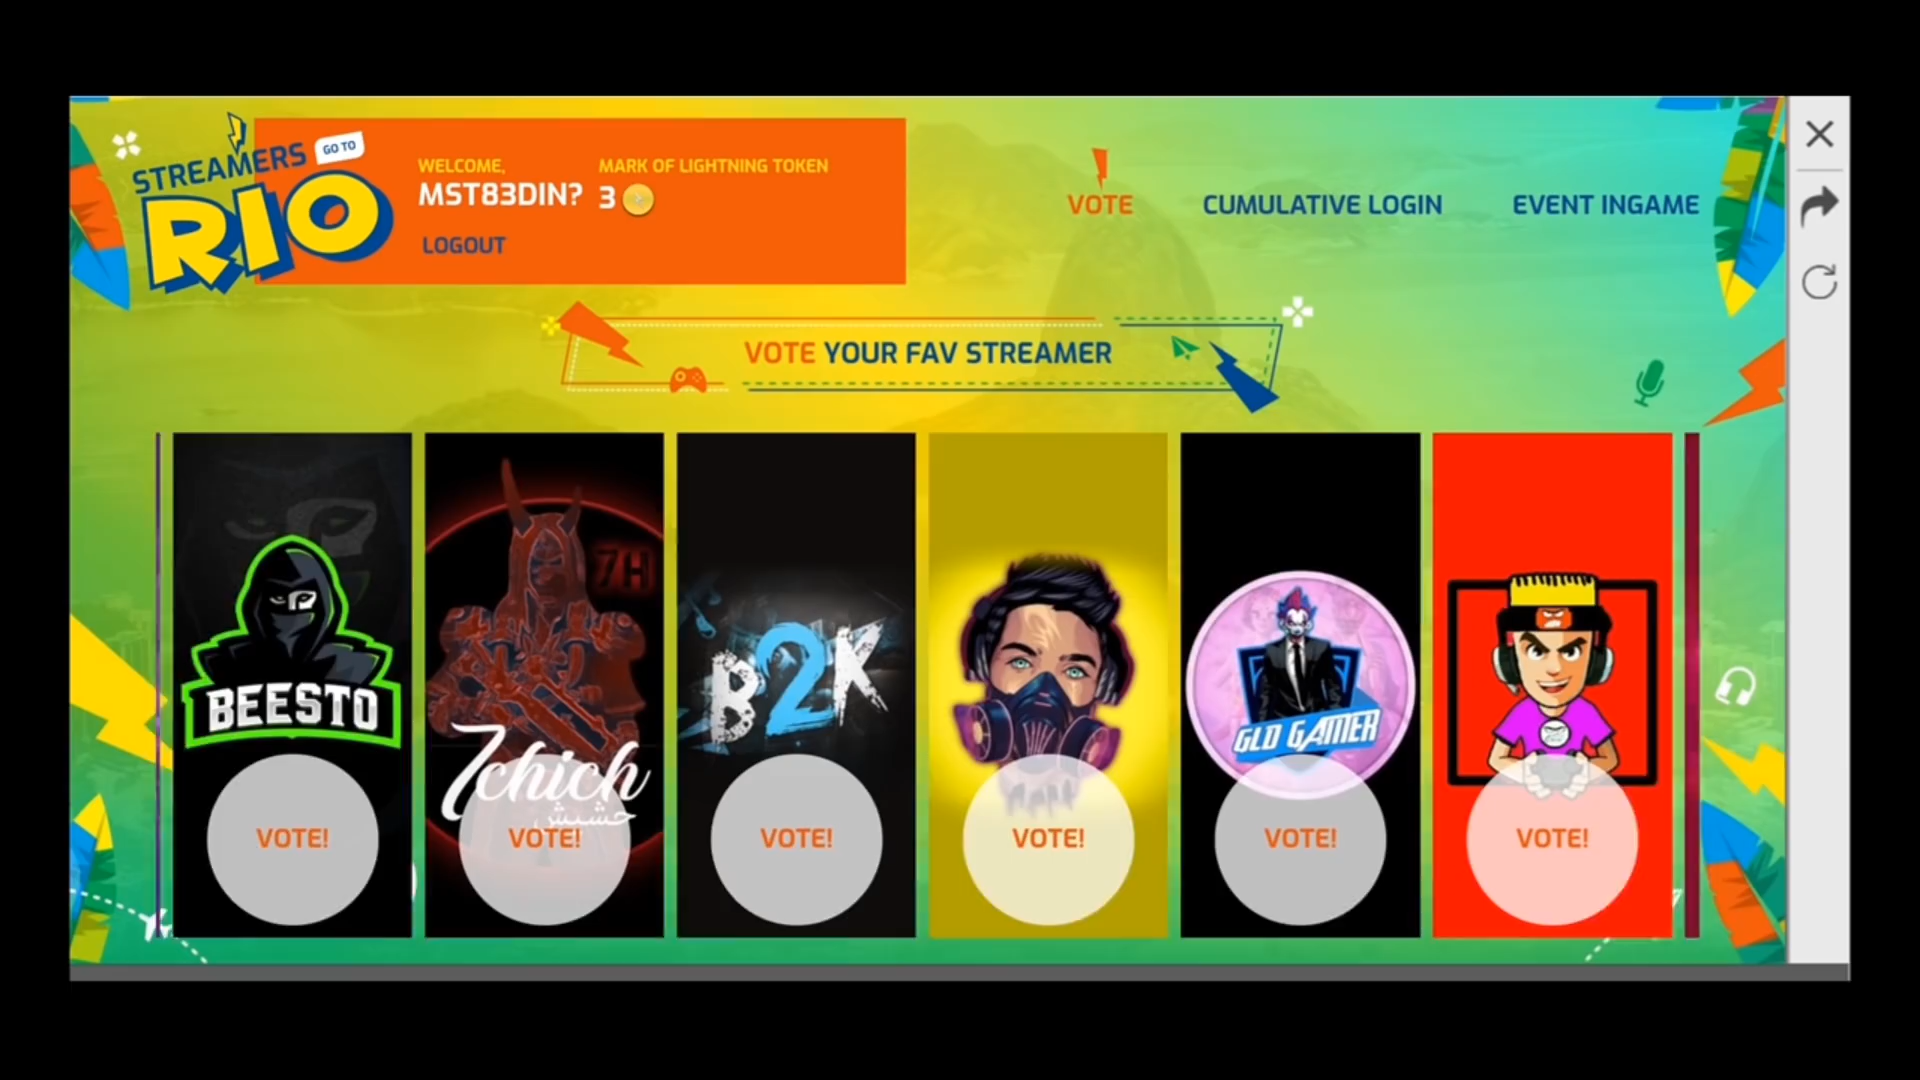 STREAMERS
GO TO
RIO
WELCOME,
MST83DIN?
MARK OF LIGHTNING TOKEN
3
LOGOUT
VOTE
CUMULATIVE LOGIN
EVENT INGAME
VOTE YOUR FAV STREAMER
BEESTO
VOTE!
7H
7chich
حشيش
VOTE!
B2K
VOTE!
VOTE!
GLD GAMER
VOTE!
VOTE!